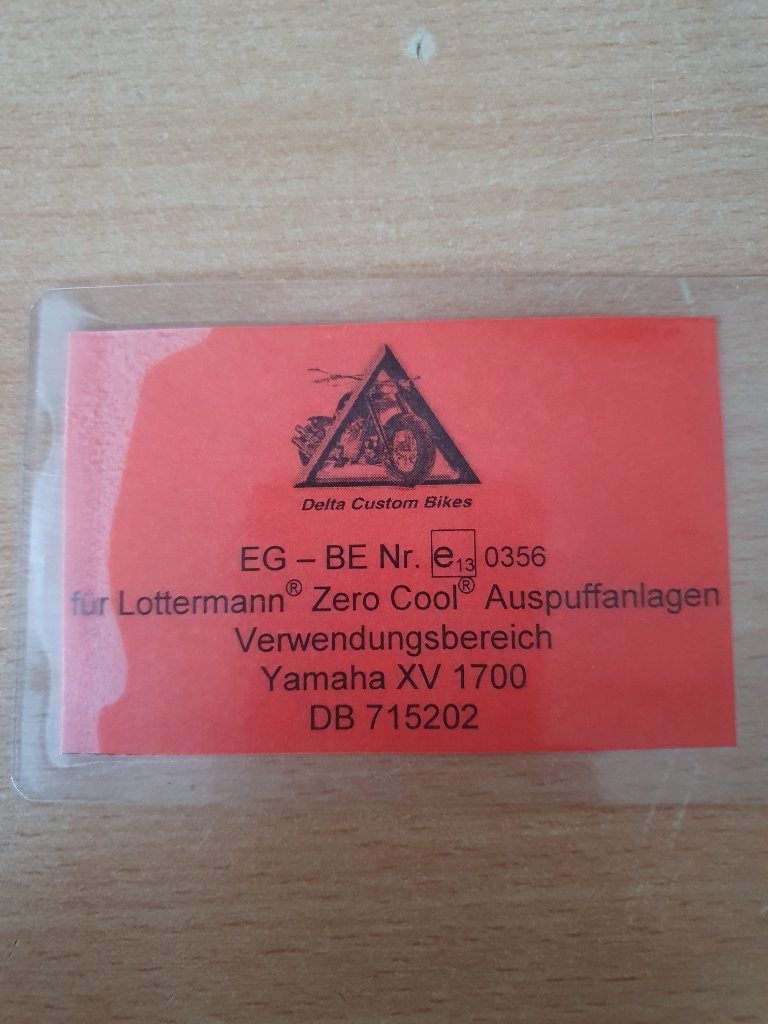 Delta Custom Bikes
EG – BE Nr. e13 0356
für Lottermann® Zero Cool® Auspuffanlagen
Verwendungsbereich
Yamaha XV 1700
DB 715202